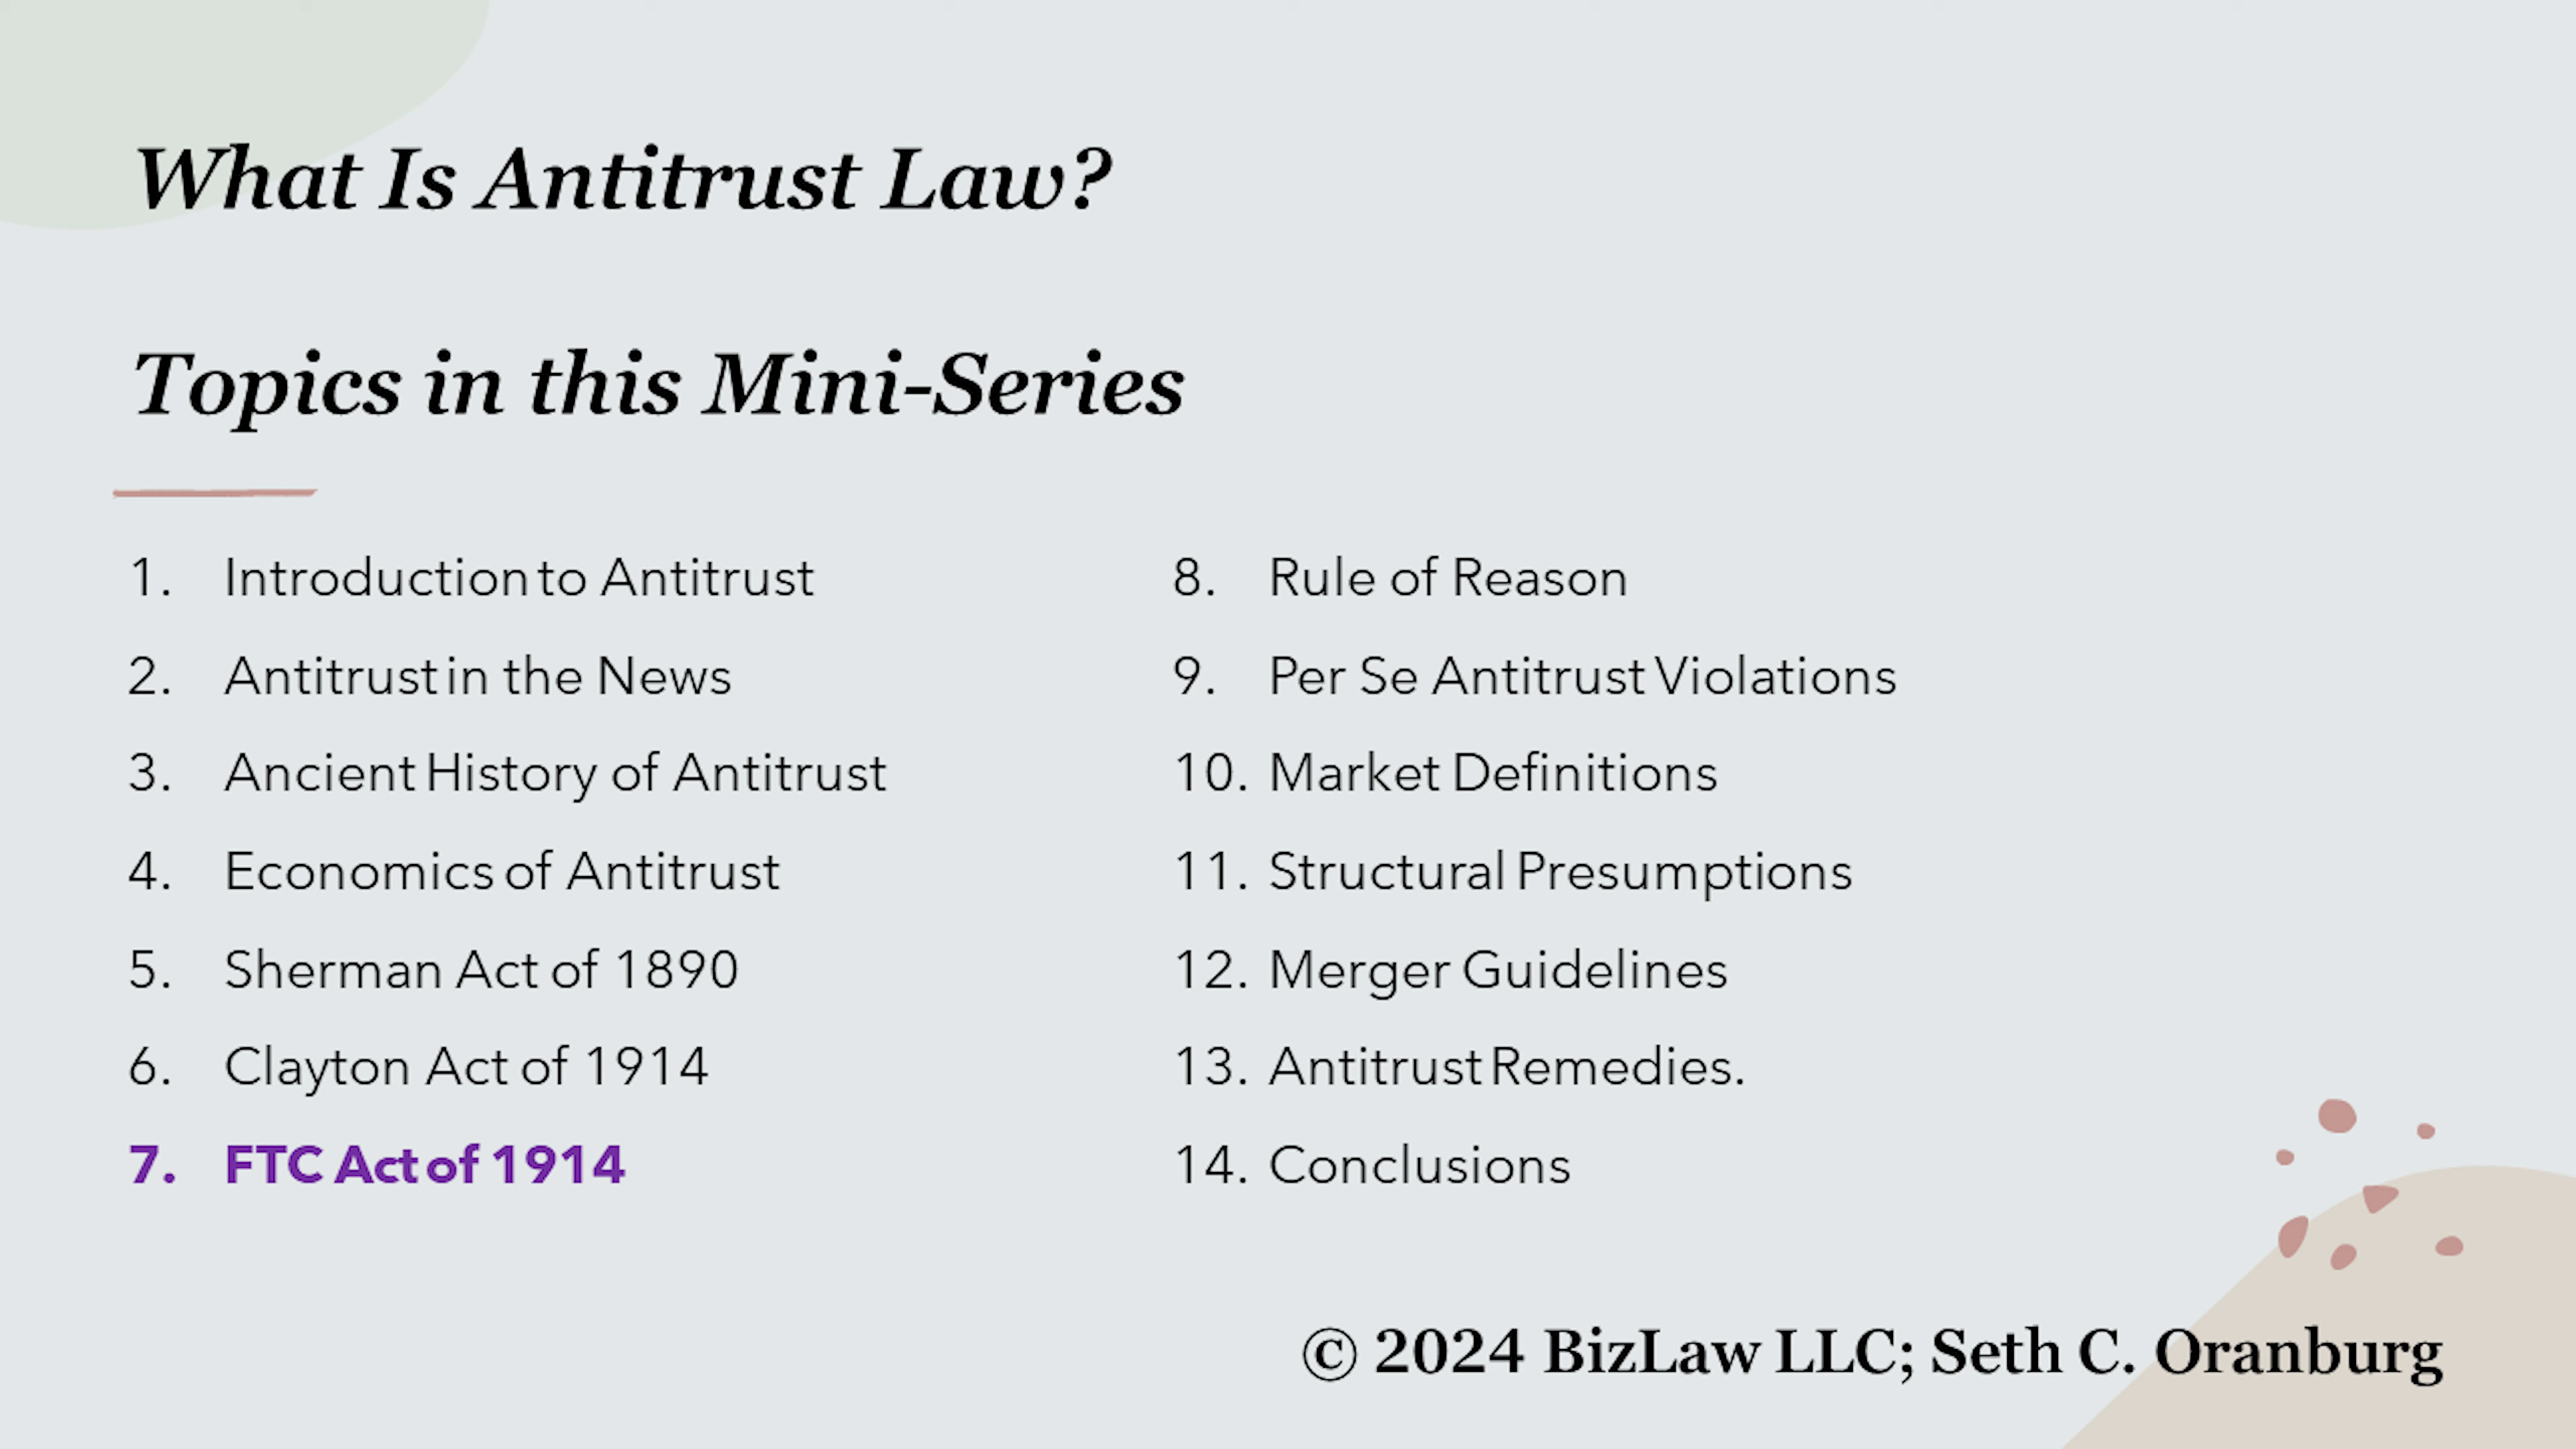 What Is Antitrust Law?
Topics in this Mini-Series
1. Introduction to Antitrust
2. Antitrust in the News
3. Ancient History of Antitrust
4. Economics of Antitrust
5. Sherman Act of 1890
6. Clayton Act of 1914
7. FTC Act of 1914
8. Rule of Reason
9. Per Se Antitrust Violations
10. Market Definitions
11. Structural Presumptions
12. Merger Guidelines
13. Antitrust Remedies.
14. Conclusions
© 2024 BizLaw LLC; Seth C. Oranburg